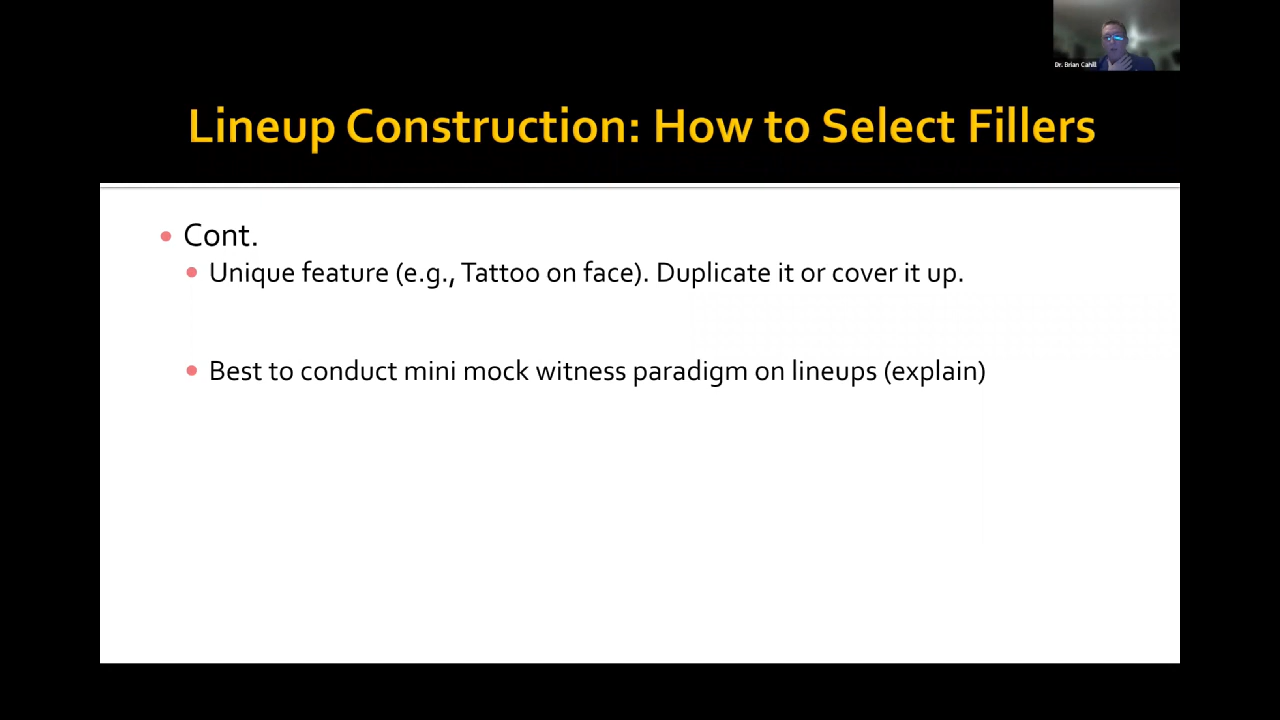 Dr. Brian Cahill
Lineup Construction: How to Select Fillers
Cont.
Unique feature (e.g., Tattoo on face). Duplicate it or cover it up.
Best to conduct mini mock witness paradigm on lineups (explain)